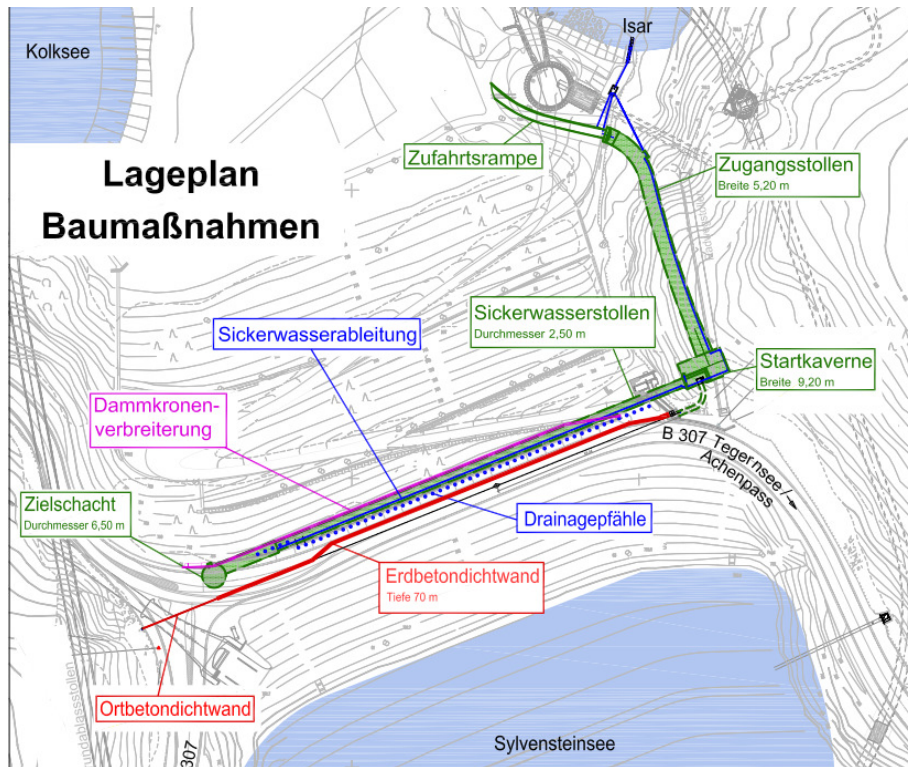 Kolksee
Isar
Lageplan
Baumaßnahmen
Zufahrtsrampe
Zugangsstollen
Breite 5,20 m
Sickerwasserstollen
Durchmesser 2,50 m
Sickerwasserableitung
Startkaverne
Breite 9,20 m
Dammkronen-
verbreiterung
B 307 Tegernsee /
Achenpass
Zielschacht
Durchmesser 6,50 m
Drainagepfähle
Erdbetondichtwand
Tiefe 70 m
Ortbetondichtwand
Sylvensteinsee
307